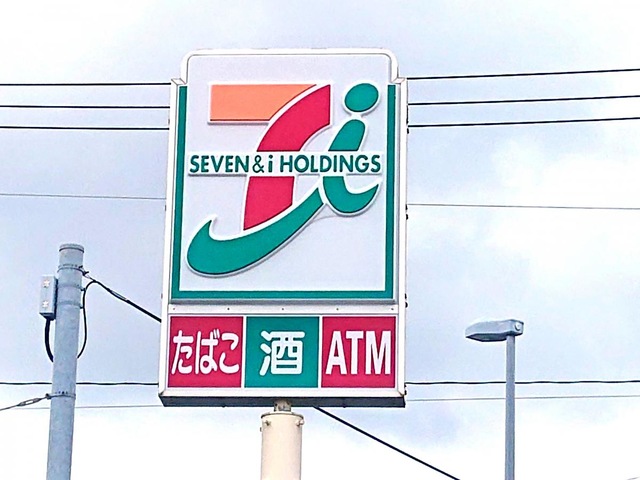 SEVEN & i HOLDINGS
たばこ 酒 ATM